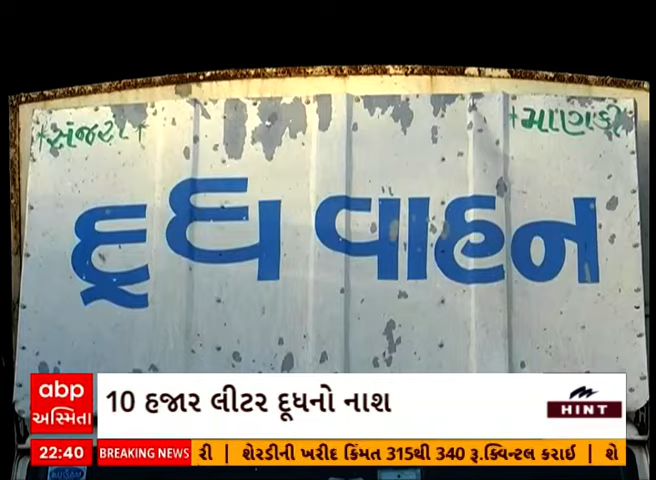 સંજરી માણકી
દૂધ વાહન
abp
અસ્મિતા
10 હજાર લીટર દૂધનો નાશ
HINT
22:40 BREAKING NEWS રી | શેરડીની ખરીદ કિંમત 315થી 340 રૂ.ક્વિન્ટલ કરાઈ | શે